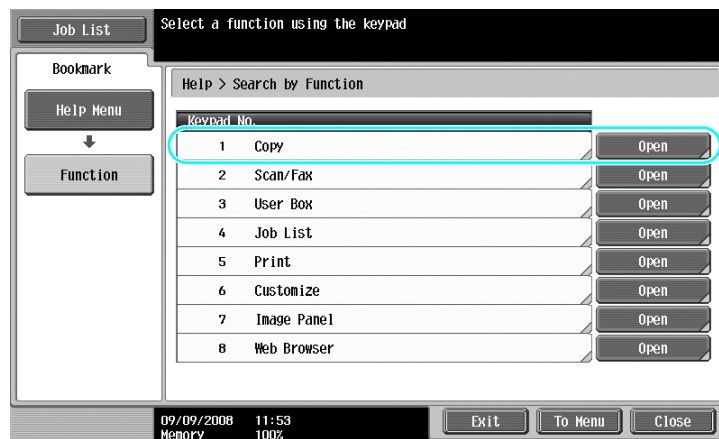 Job List
Select a function using the keypad
Bookmark
Help Menu
Function
Help > Search by Function
Keypad No.
1 Copy Open
2 Scan/Fax Open
3 User Box Open
4 Job List Open
5 Print Open
6 Customize Open
7 Image Panel Open
8 Web Browser Open
09/09/2008 11:53
Memory 100%
Exit
To Menu
Close